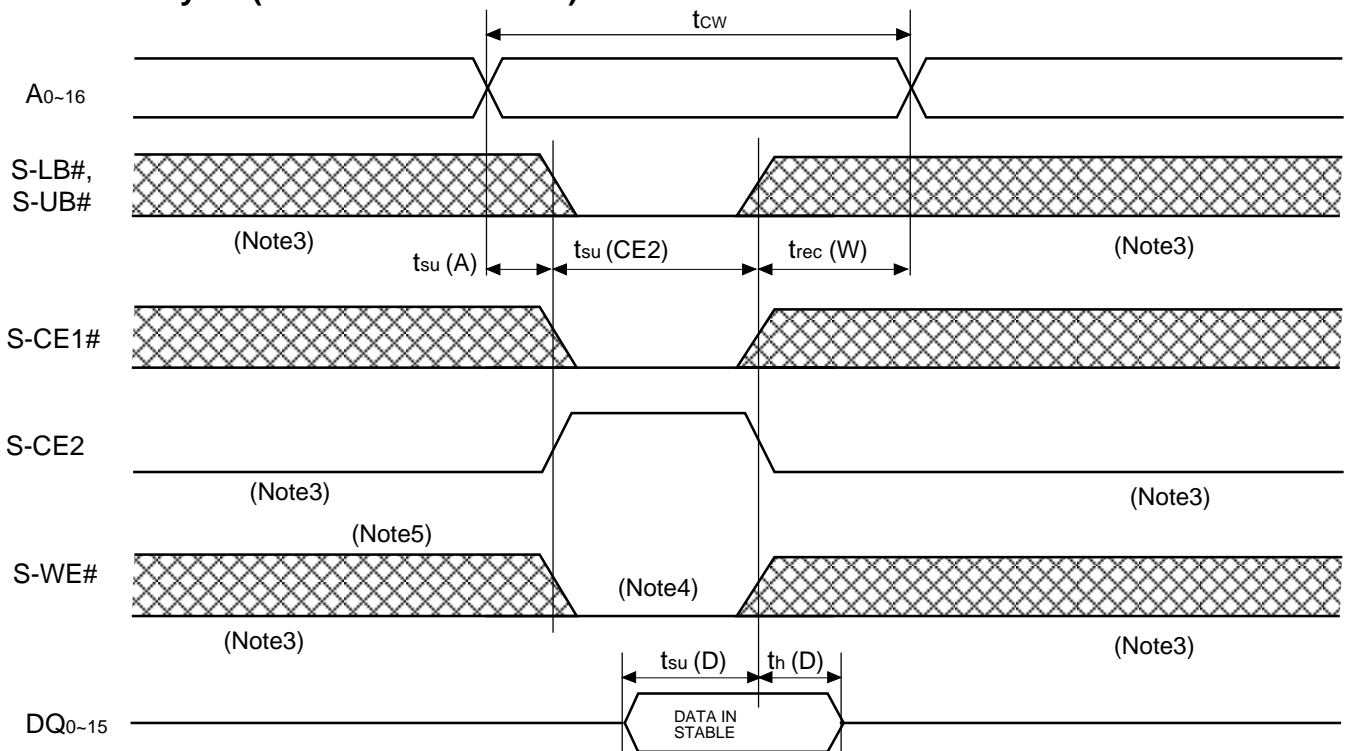 tCW
A0~16
S-LB#,
S-UB#
(Note3)
(Note3)
tsu (A)
tsu (CE2)
trec (W)
S-CE1#
S-CE2
(Note3)
(Note3)
(Note5)
S-WE#
(Note4)
(Note3)
(Note3)
tsu (D)
th (D)
DQ0~15
DATA IN
STABLE